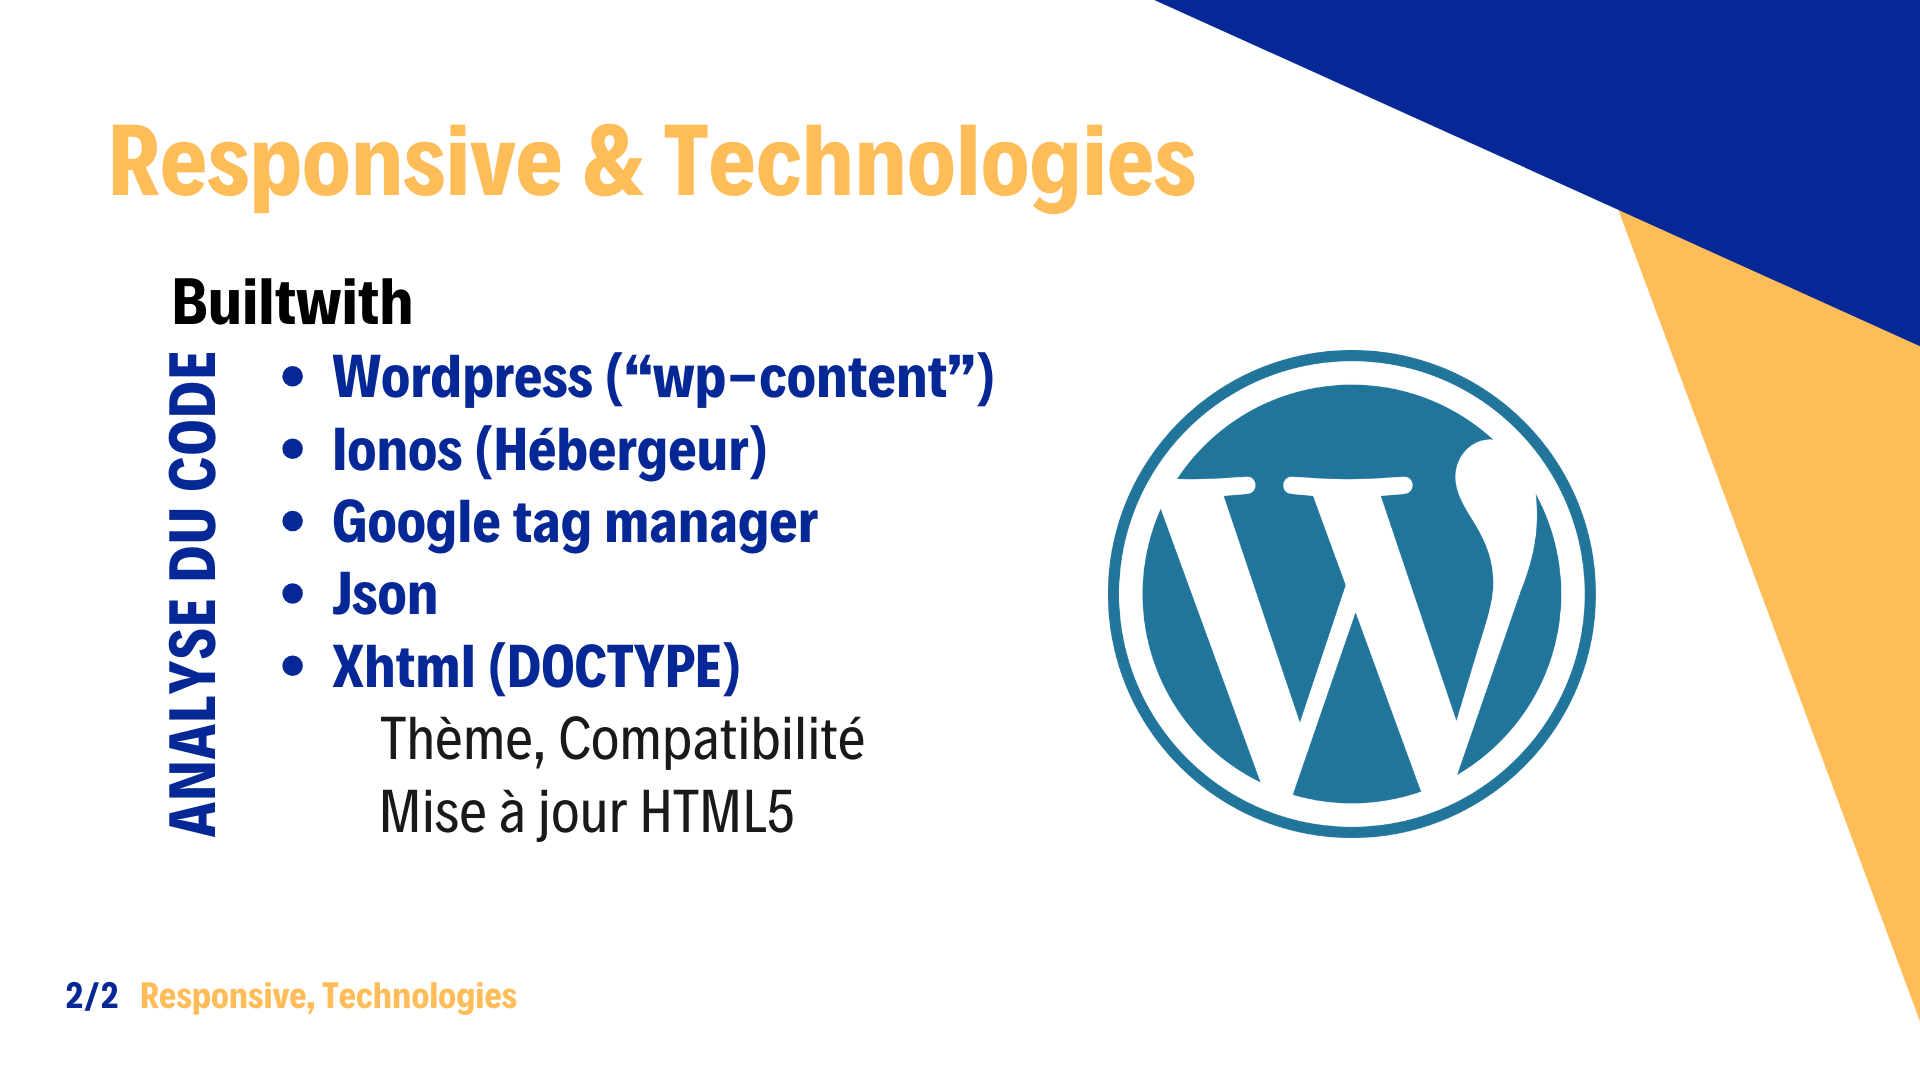 Responsive & Technologies
Builtwith
ANALYSE DU CODE
• Wordpress (“wp-content”)
• Ionos (Hébergeur)
• Google tag manager
• Json
• Xhtml (DOCTYPE)
Thème, Compatibilité
Mise à jour HTML5
2/2 Responsive, Technologies